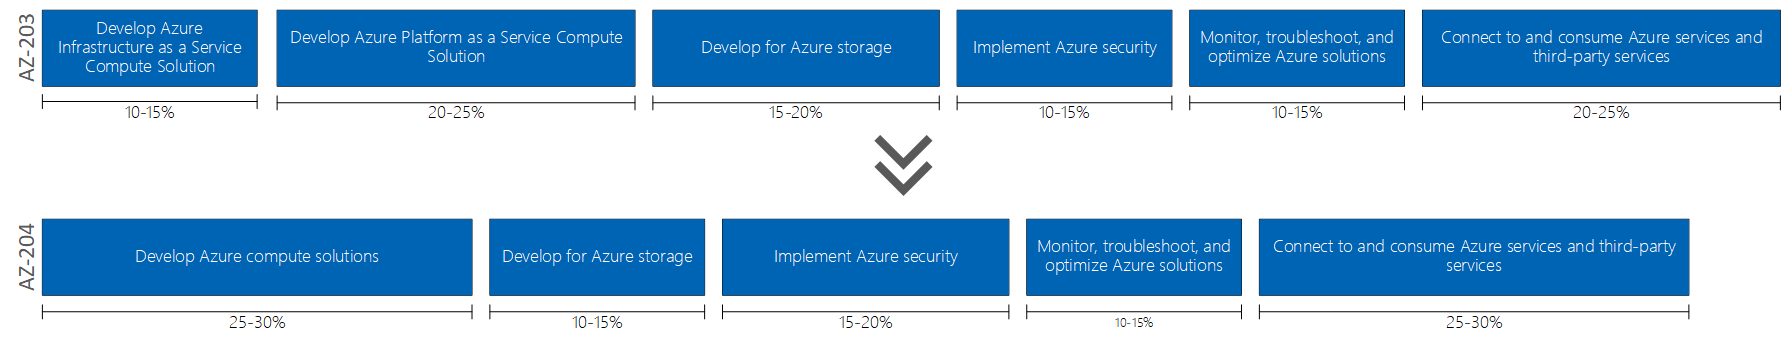 AZ-203
Develop Azure
Infrastructure as a Service
Compute Solution
Develop Azure Platform as a Service Compute
Solution
Develop for Azure storage
Implement Azure security
Monitor, troubleshoot, and
optimize Azure solutions
Connect to and consume Azure services and
third-party services
10-15%
20-25%
15-20%
10-15%
10-15%
20-25%
AZ-204
Develop Azure compute solutions
Develop for Azure storage
Implement Azure security
Monitor, troubleshoot, and
optimize Azure solutions
Connect to and consume Azure services and third-party
services
25-30%
10-15%
15-20%
10-15%
25-30%